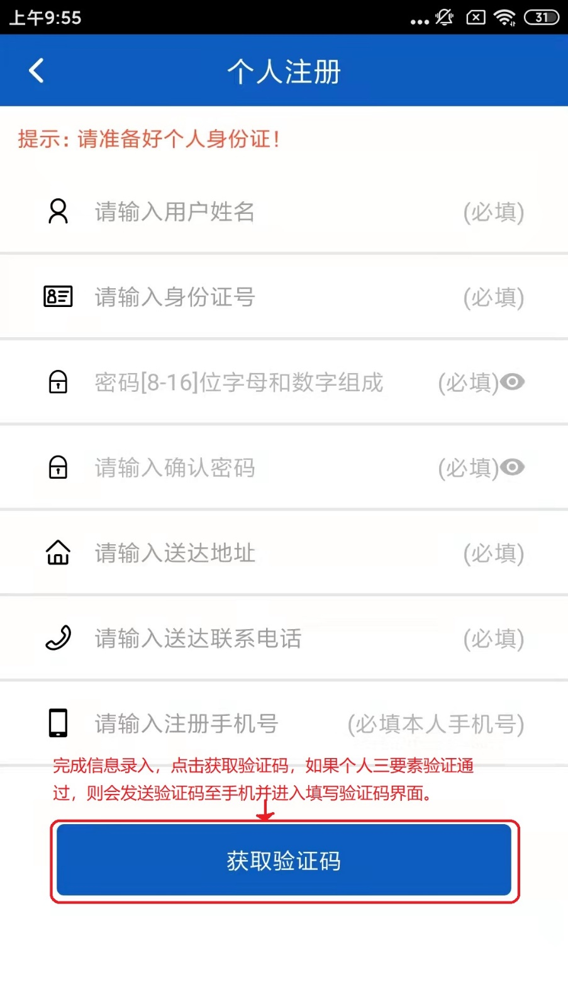 上午9:55
31
个人注册
提示：请准备好个人身份证！
请输入用户姓名 (必填)
请输入身份证号 (必填)
密码[8-16]位字母和数字组成 (必填)
请输入确认密码 (必填)
请输入送达地址 (必填)
请输入送达联系电话 (必填)
请输入注册手机号 (必填本人手机号)
完成信息录入，点击获取验证码，如果个人三要素验证通
过，则会发送验证码至手机并进入填写验证码界面。
获取验证码